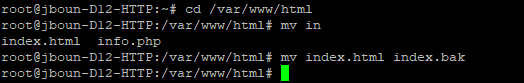 root@jboun-D12-HTTP:~# cd /var/www/html
root@jboun-D12-HTTP:/var/www/html# mv in
index.html  info.php
root@jboun-D12-HTTP:/var/www/html# mv index.html index.bak
root@jboun-D12-HTTP:/var/www/html#